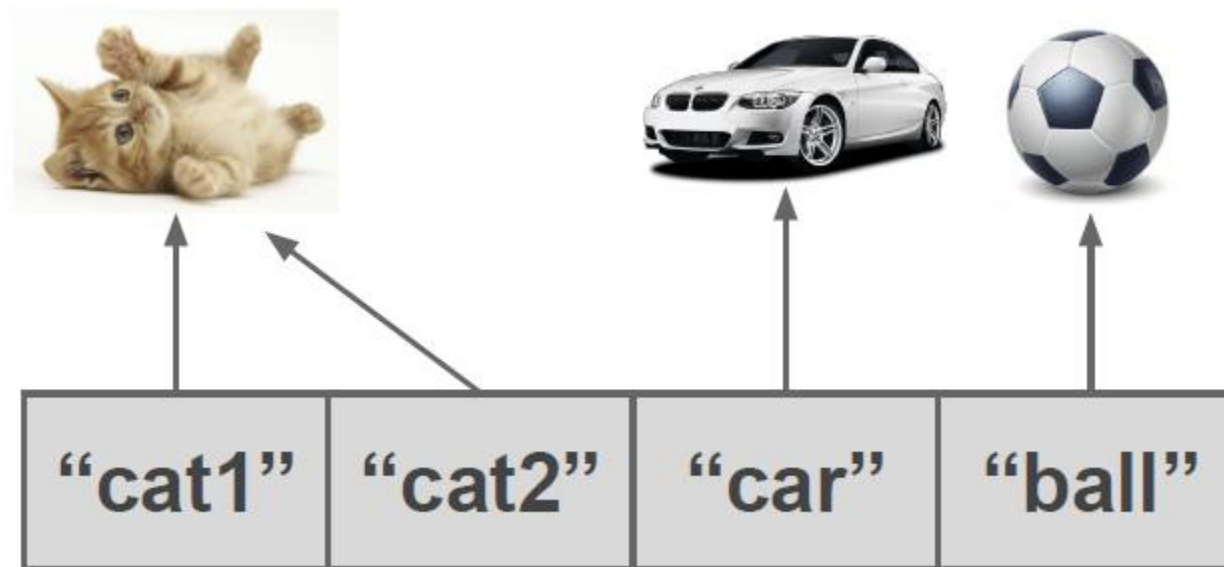 “cat1” “cat2” “car” “ball”